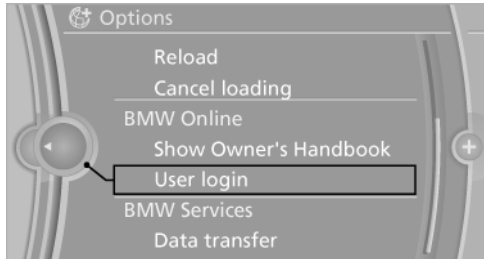 Options
Reload
Cancel loading
BMW Online
Show Owner's Handbook
User login
BMW Services
Data transfer